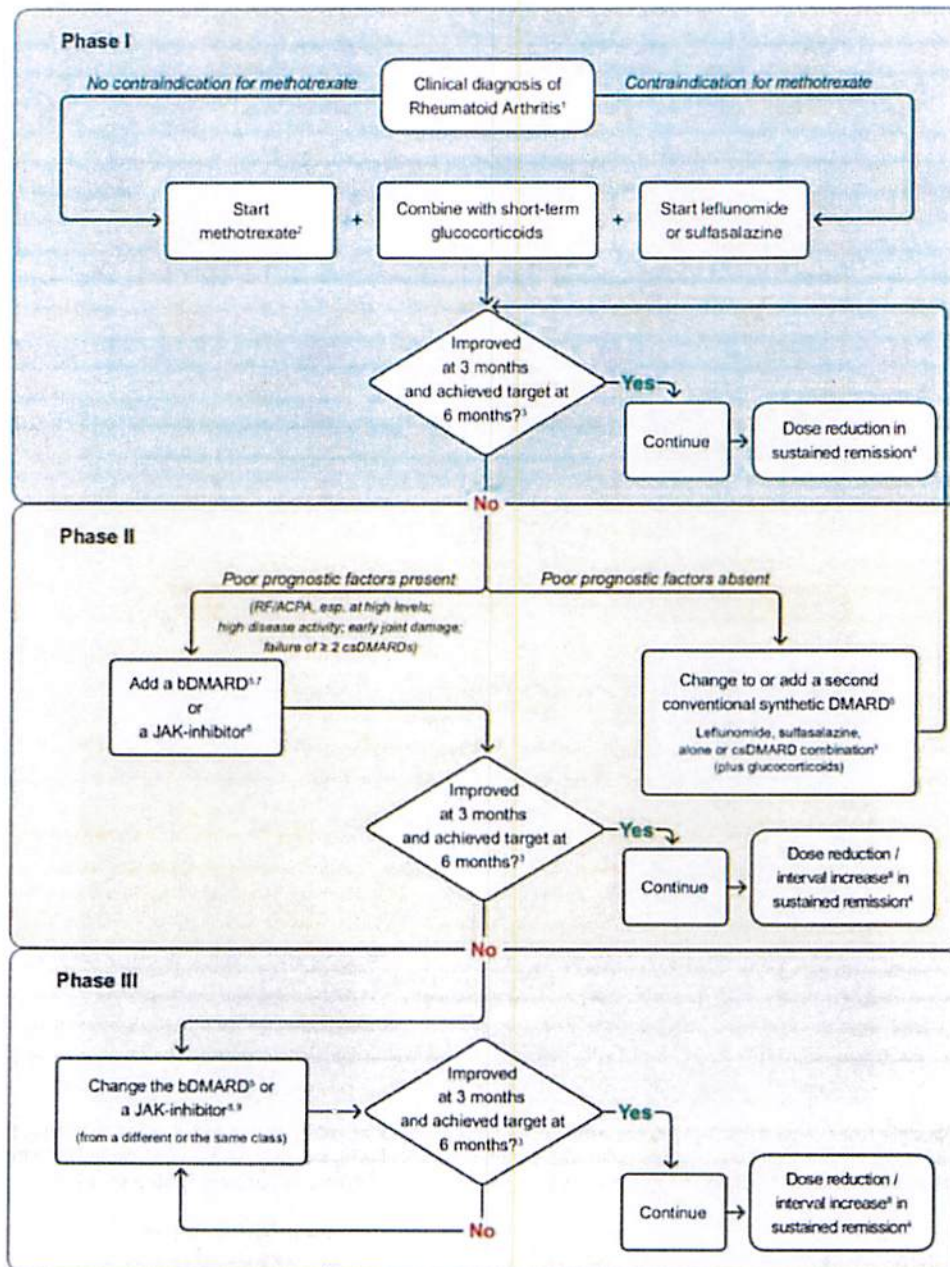 Phase I
No contraindication for methotrexate
Clinical diagnosis of
Rheumatoid Arthritis¹
Contraindication for methotrexate
Start
methotrexate²
+
Combine with short-term
glucocorticoids
+
Start leflunomide
or sulfasalazine
Improved
at 3 months
and achieved target at
6 months?³
Yes
Continue
Dose reduction in
sustained remission⁴
No
Phase II
Poor prognostic factors present
(RF/ACPA, esp. at high levels;
high disease activity; early joint damage;
failure of ≥ 2 csDMARDs)
Poor prognostic factors absent
Add a bDMARD
or
a JAK-inhibitor
Change to or add a second
conventional synthetic DMARD
Leflunomide, sulfasalazine,
alone or csDMARD combination
(plus glucocorticoids)
Improved
at 3 months
and achieved target at
6 months?³
Yes
Continue
Dose reduction /
interval increase in
sustained remission⁴
No
Phase III
Change the bDMARD or
a JAK-inhibitor
(from a different or the same class)
Improved
at 3 months
and achieved target at
6 months?³
Yes
Continue
Dose reduction /
interval increase in
sustained remission⁴
No